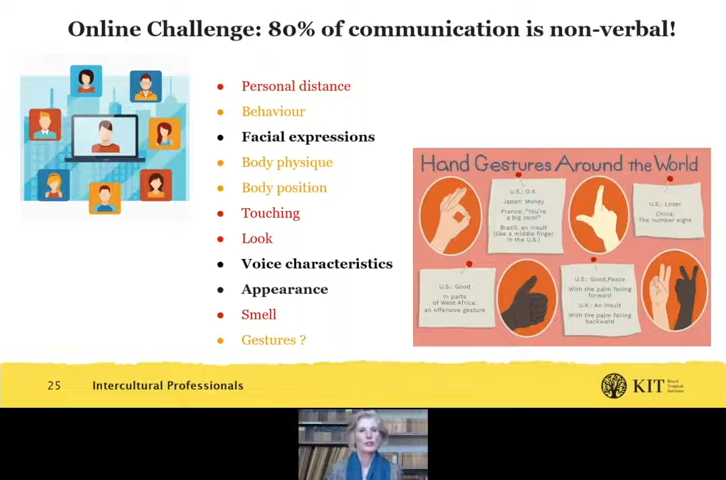 Online Challenge: 80% of communication is non-verbal!
Personal distance
Behaviour
Facial expressions
Body physique
Body position
Touching
Look
Voice characteristics
Appearance
Smell
Gestures ?
Hand Gestures Around the World
U.S.: O.K.
Japan: Money
France: "You're
a big zero!"
Brazil: an insult
(like a middle finger
in the U.S.)
U.S.: Loser
China:
The number eight
U.S.: Good
In parts
of West Africa:
an offensive gesture
U.S.: Good, Peace
With the palm facing
forward
U.K.: An insult
With the palm facing
backward
25
Intercultural Professionals
KIT
Royal
Tropical
Institute